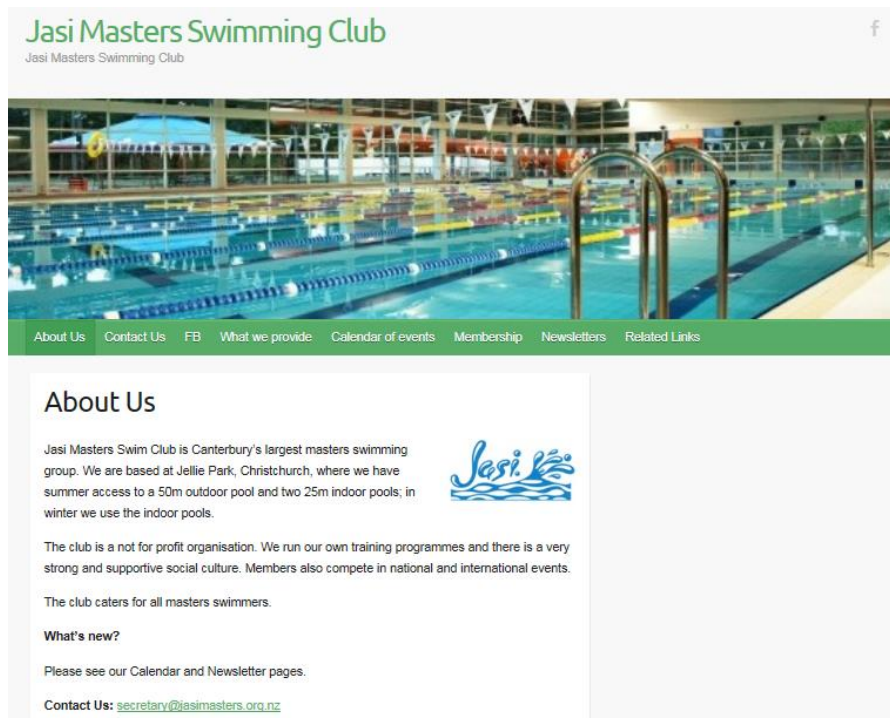 Jasi Masters Swimming Club
Jasi Masters Swimming Club
f
About Us Contact Us FB What we provide Calendar of events Membership Newsletters Related Links
About Us
Jasi Masters Swim Club is Canterbury's largest masters swimming
group. We are based at Jellie Park, Christchurch, where we have
summer access to a 50m outdoor pool and two 25m indoor pools; in
winter we use the indoor pools.
Jasi
The club is a not for profit organisation. We run our own training programmes and there is a very
strong and supportive social culture. Members also compete in national and international events.
The club caters for all masters swimmers.
What's new?
Please see our Calendar and Newsletter pages.
Contact Us: secretary@jasimasters.org.nz